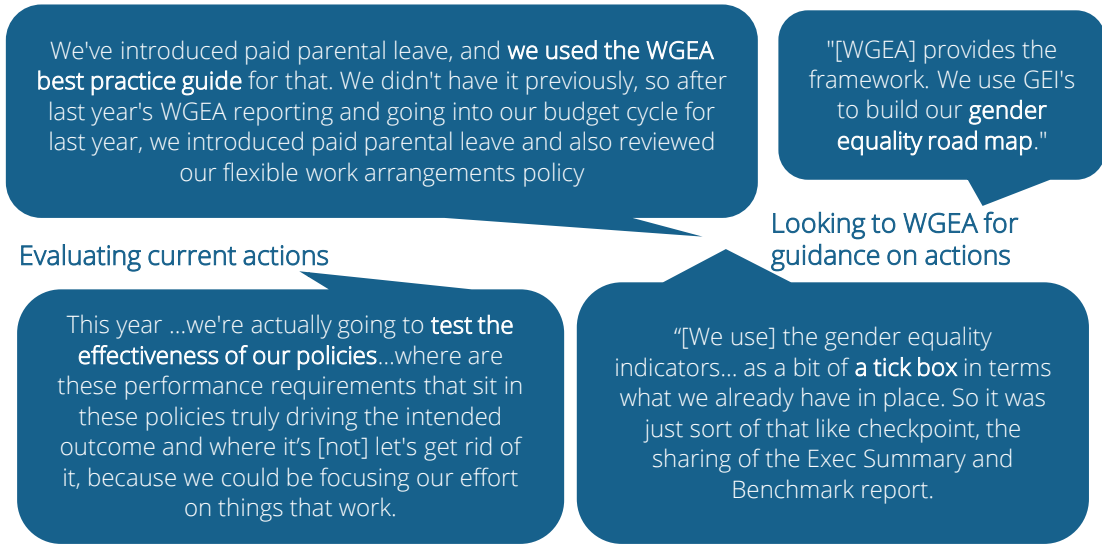 We've introduced paid parental leave, and we used the WGEA
best practice guide for that. We didn't have it previously, so after
last year's WGEA reporting and going into our budget cycle for
last year, we introduced paid parental leave and also reviewed
our flexible work arrangements policy
"[WGEA] provides the
framework. We use GEI's
to build our gender
equality road map."
Looking to WGEA for
guidance on actions
Evaluating current actions
This year ...we're actually going to test the
effectiveness of our policies...where are
these performance requirements that sit in
these policies truly driving the intended
outcome and where it’s [not] let's get rid of
it, because we could be focusing our effort
on things that work.
“[We use] the gender equality
indicators... as a bit of a tick box in terms
what we already have in place. So it was
just sort of that like checkpoint, the
sharing of the Exec Summary and
Benchmark report.